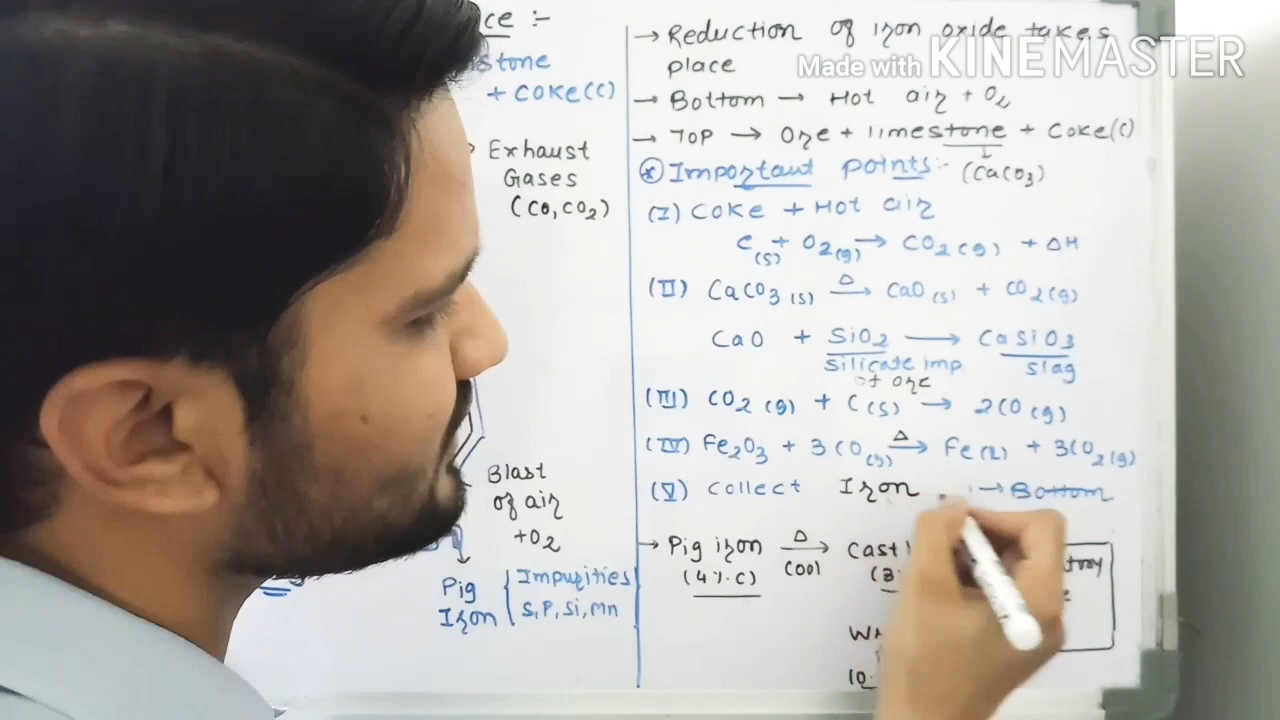 ce :-
stone
+ COKe(C)
Exhaust
Gases
(CO, CO₂)
Blast
of air
+O₂
Pig
Iron
Impurities
S, P, Si, Mn
→ Reduction of iron oxide takes
place
→ Bottom → Hot air + O₂
→ TOP → Ore + limestone + Coke(C)
(CaCO₃)
(*) Important points:-
(I) COKe + Hot air
C(s) + O₂(g) → CO₂(g) + ΔH
(II) CaCO₃(s) Δ→ CaO(s) + CO₂(g)
CaO + SiO₂ → CaSiO₃
silicate imp. slag
of ore
(III) CO₂(g) + C(s) → 2CO(g)
(IV) Fe₂O₃ + 3CO(g) Δ→ Fe(l) + 3CO₂(g)
(V) Collect Iron → Bottom
→ Pig iron Δ→ Cast
(4%C) cool (3
Made with KINEMASTER